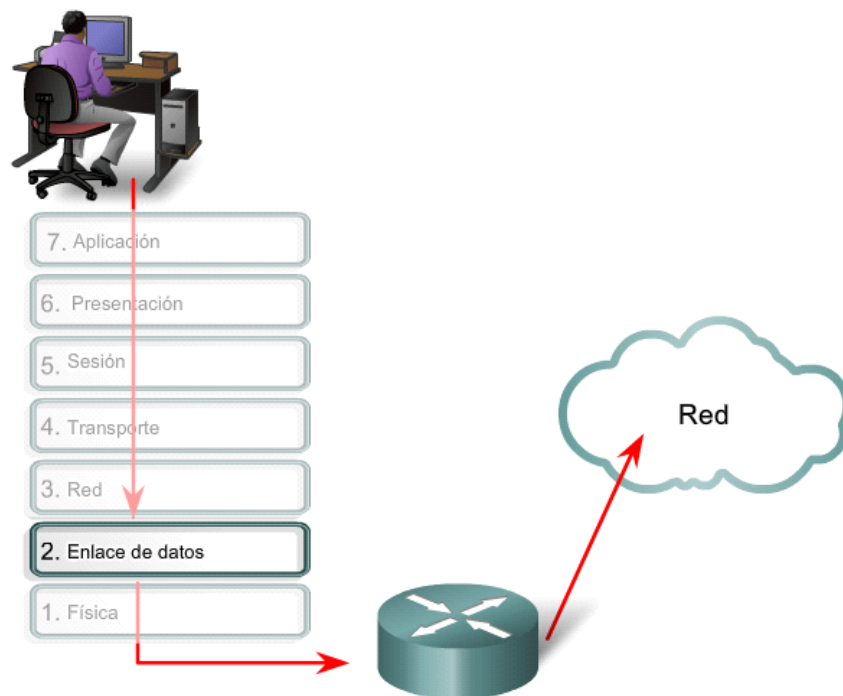 7. Aplicación
6. Presentación
5. Sesión
4. Transporte
3. Red
2. Enlace de datos
1. Física
Red